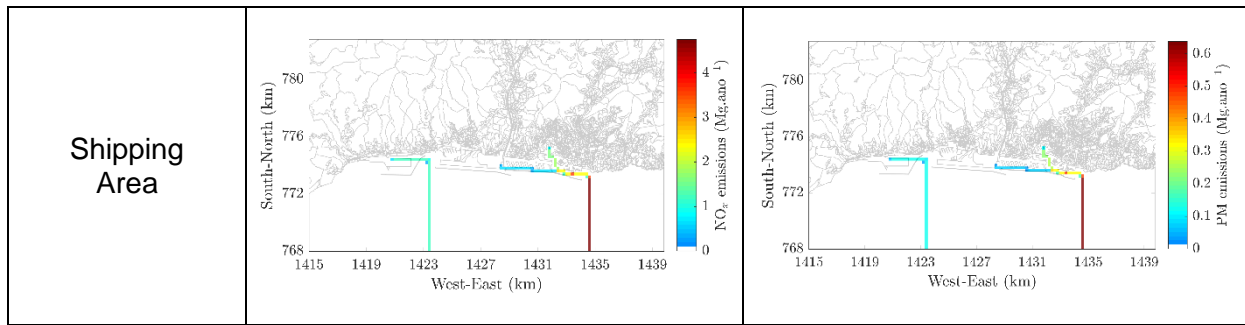 Shipping
Area
South-North (km)
780
776
772
768
1415 1419 1423 1427 1431 1435 1439
West-East (km)
4
3
2
1
0
NOₓ emissions (Mg.ano⁻¹)
South-North (km)
780
776
772
768
1415 1419 1423 1427 1431 1435 1439
West-East (km)
0.6
0.5
0.4
0.3
0.2
0.1
0
PM emissions (Mg.ano⁻¹)